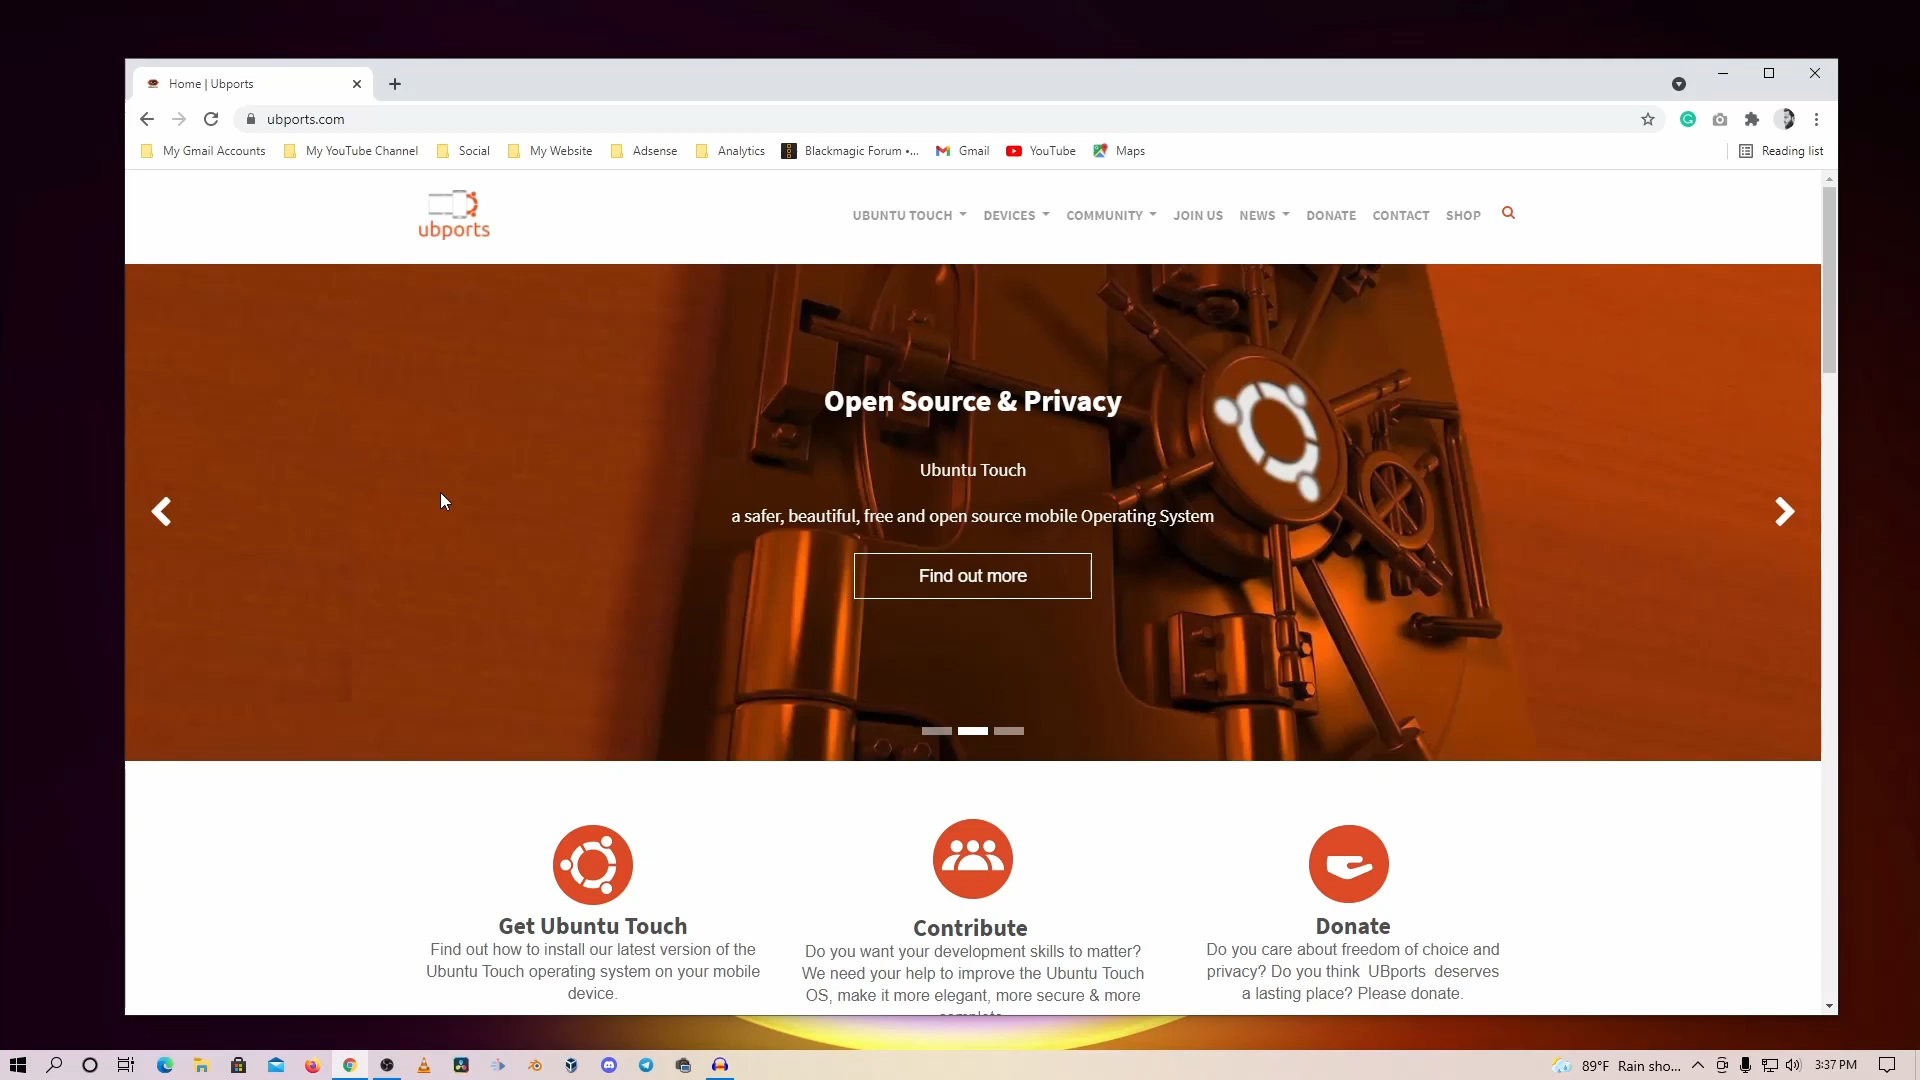 Home | Ubports
ubports.com
My Gmail Accounts
My YouTube Channel
Social
My Website
Adsense
Analytics
Blackmagic Forum •...
Gmail
YouTube
Maps
Reading list
ubports
UBUNTU TOUCH
DEVICES
COMMUNITY
JOIN US
NEWS
DONATE
CONTACT
SHOP
Open Source & Privacy
Ubuntu Touch
a safer, beautiful, free and open source mobile Operating System
Find out more
Get Ubuntu Touch
Find out how to install our latest version of the
Ubuntu Touch operating system on your mobile
device.
Contribute
Do you want your development skills to matter?
We need your help to improve the Ubuntu Touch
OS, make it more elegant, more secure & more
Donate
Do you care about freedom of choice and
privacy? Do you think UBports deserves
a lasting place? Please donate.
89°F Rain sho...
3:37 PM